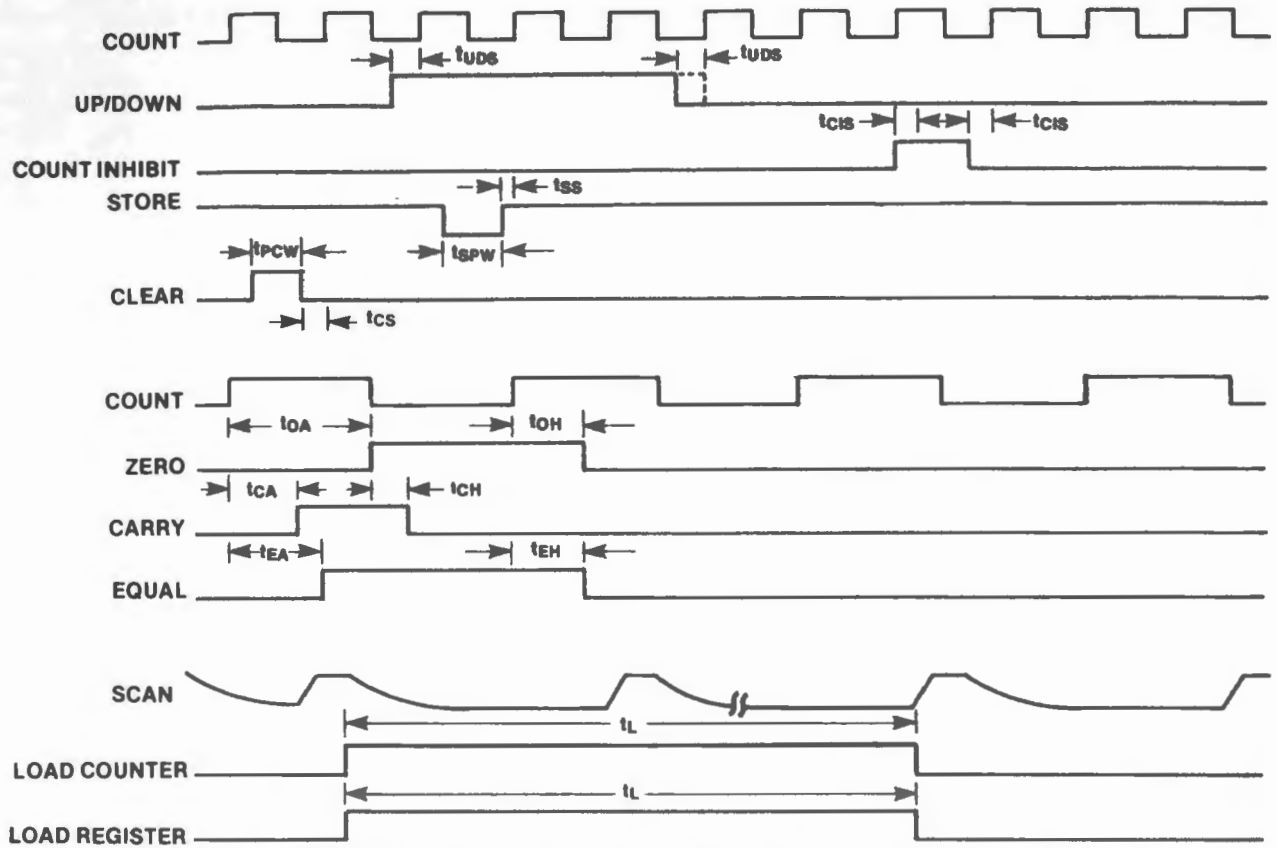 COUNT
tUDS tUDS
UP/DOWN
tCIS tCIS
COUNT INHIBIT
tSS
STORE
tPCW tSPW
CLEAR
tCS
COUNT
tOA tOH
ZERO
tCA tCH
CARRY
tEA tEH
EQUAL
SCAN
tL
LOAD COUNTER
tL
LOAD REGISTER